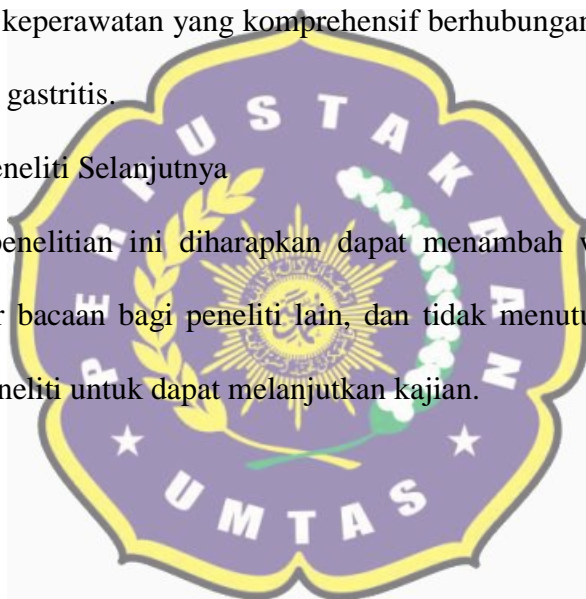 keperawatan yang komprehensif berhubungan
gastritis.
eneliti Selanjutnya
penelitian ini diharapkan dapat menambah w
r bacaan bagi peneliti lain, dan tidak menutu
neliti untuk dapat melanjutkan kajian.
PERPUSTAKAAN
UMTAS